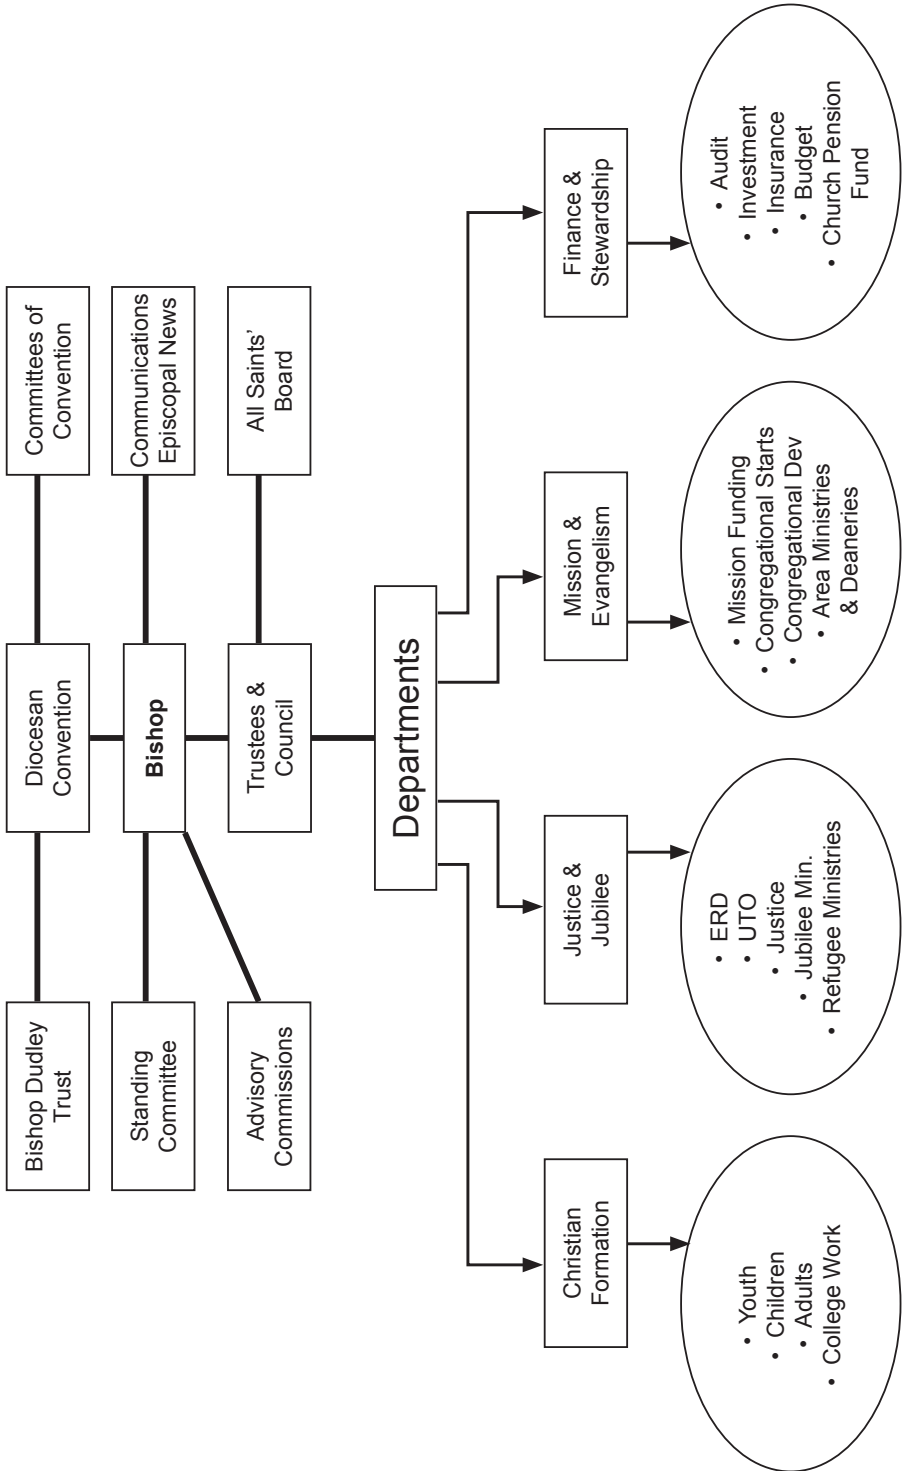 Bishop Dudley
Trust
Diocesan
Convention
Committees of
Convention
Standing
Committee
Bishop
Communications
Episcopal News
Advisory
Commissions
Trustees &
Council
All Saints'
Board
Departments
Christian
Formation
Justice &
Jubilee
Mission &
Evangelism
Finance &
Stewardship
• Youth
• Children
• Adults
• College Work
• ERD
• UTO
• Justice
• Jubilee Min.
• Refugee Ministries
• Mission Funding
• Congregational Starts
• Congregational Dev
• Area Ministries
& Deaneries
• Audit
• Investment
• Insurance
• Budget
• Church Pension
Fund